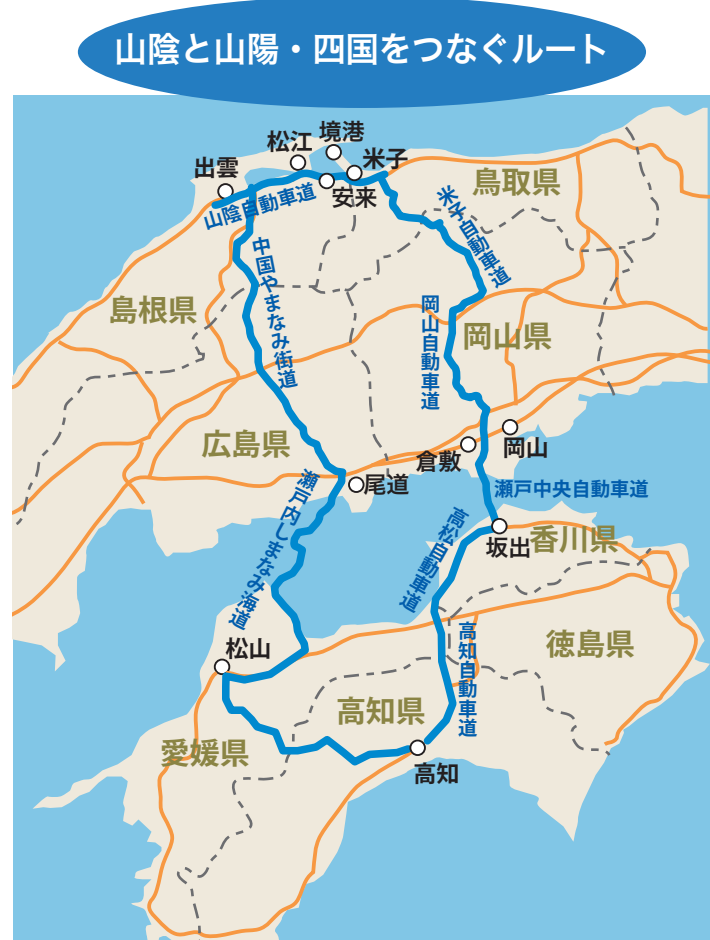 山陰と山陽・四国をつなぐルート
境港
松江
米子
出雲
安来
鳥取県
山陰自動車道
米子自動車道
中国やまなみ街道
島根県
岡山自動車道
岡山県
広島県
岡山
倉敷
尾道
瀬戸中央自動車道
瀬戸内しまなみ海道
高松自動車道
坂出
香川県
高知自動車道
松山
徳島県
高知県
愛媛県
高知